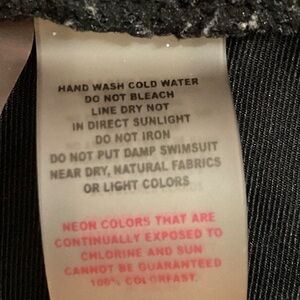 HAND WASH COLD WATER
DO NOT BLEACH
LINE DRY NOT
IN DIRECT SUNLIGHT
DO NOT IRON
DO NOT PUT DAMP SWIMSUIT
NEAR DRY, NATURAL FABRICS
OR LIGHT COLORS
NEON COLORS THAT ARE
CONTINUALLY EXPOSED TO
CHLORINE AND SUN
CANNOT BE GUARANTEED
100% COLORFAST.